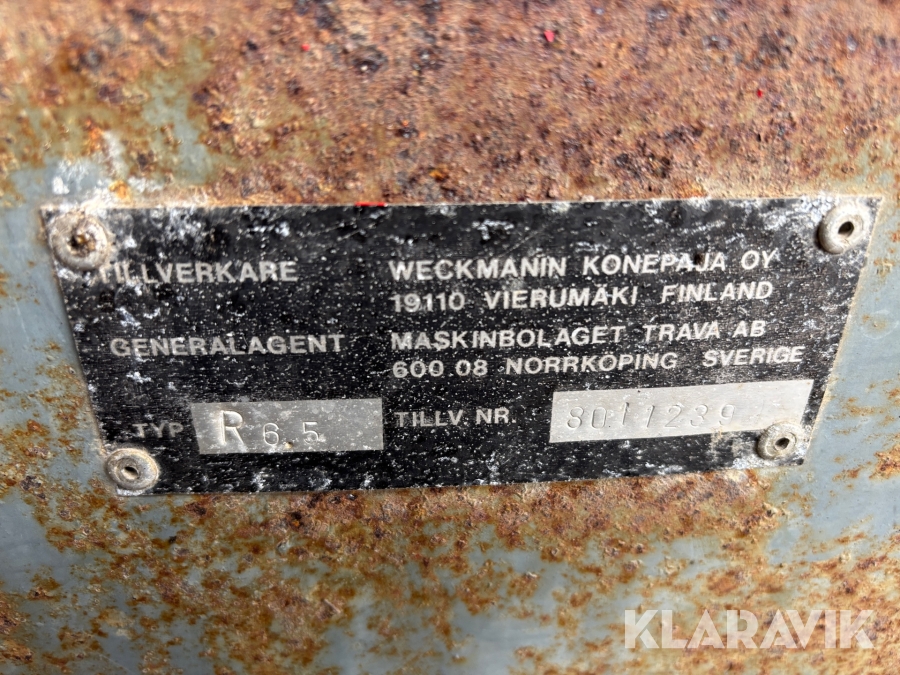 TILLVERKARE WECKMANIN KONEPAJA OY
19110 VIERUMÄKI FINLAND
GENERALAGENT MASKINBOLAGET TRAVA AB
600 08 NORRKÖPING SVERIGE
TYP R 6.5 TILLV. NR. 8011239
KLARAVIK